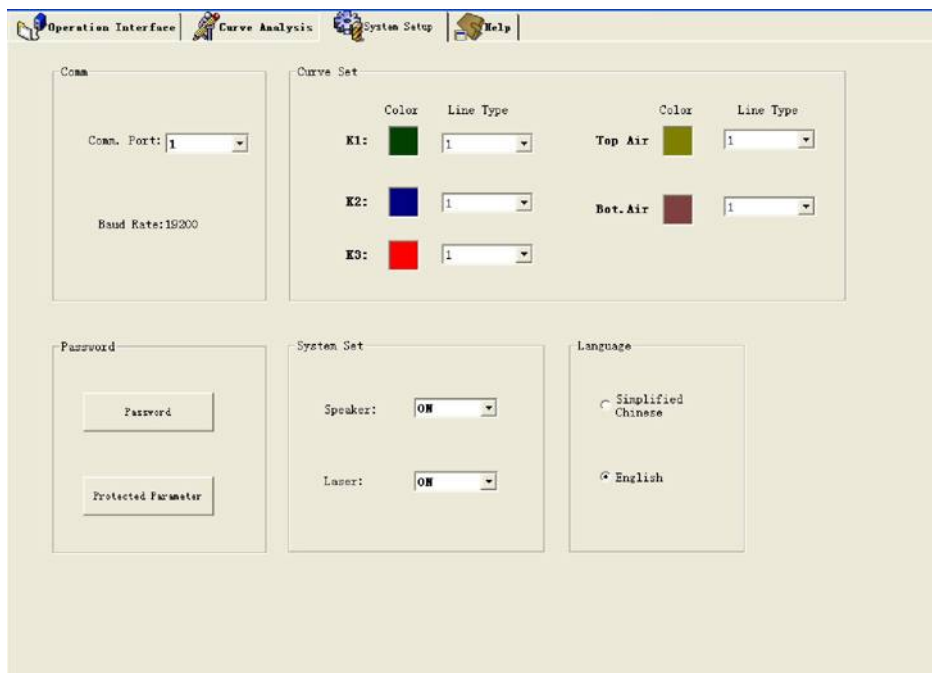 Operation Interface Curve Analysis System Setup Help
Comm
Comm. Port: 1
Baud Rate:19200
Curve Set
Color Line Type Color Line Type
K1: 1 Top Air 1
K2: 1 Bot.Air 1
K3: 1
Password
Password
Protected Parameter
System Set
Speaker: ON
Laser: ON
Language
Simplified
Chinese
English